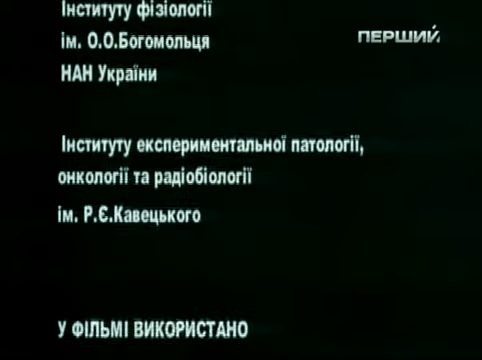 Інституту фізіології
ПЕРШИЙ
ім. О.О.Богомольця
НАН України
Інституту експериментальної патології,
онкології та радіобіології
ім. Р.Є.Кавецького
У ФІЛЬМІ ВИКОРИСТАНО